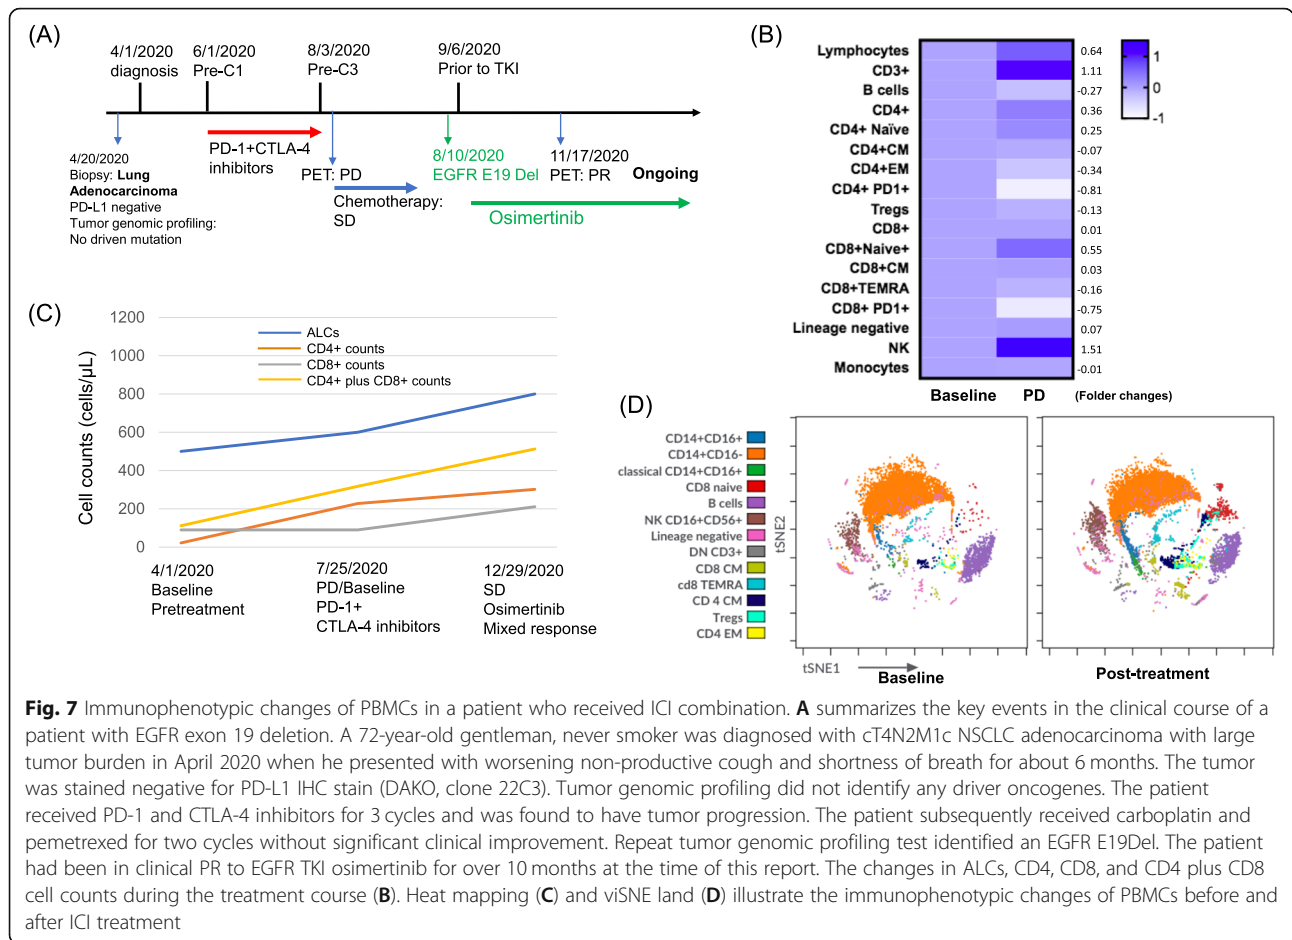 (A)
4/1/2020
diagnosis
6/1/2020
Pre-C1
8/3/2020
Pre-C3
9/6/2020
Prior to TKI
4/20/2020
Biopsy: Lung
Adenocarcinoma
PD-L1 negative
Tumor genomic profiling:
No driven mutation
PD-1+CTLA-4
inhibitors
PET: PD
Chemotherapy:
SD
8/10/2020
EGFR E19 Del
11/17/2020
PET: PR
Ongoing
Osimertinib
(B)
Lymphocytes 0.64
CD3+ 1.11
B cells -0.27
CD4+ 0.36
CD4+ Naïve 0.25
CD4+CM -0.07
CD4+EM -0.34
CD4+ PD1+ -0.81
Tregs -0.13
CD8+ 0.01
CD8+Naive+ 0.55
CD8+CM 0.03
CD8+TEMRA -0.16
CD8+ PD1+ -0.75
Lineage negative 0.07
NK 1.51
Monocytes -0.01
Baseline PD (Folder changes)
1
0
-1
(C)
Cell counts (cells/µL)
1200
1000
800
600
400
200
0
ALCs
CD4+ counts
CD8+ counts
CD4+ plus CD8+ counts
4/1/2020
Baseline
Pretreatment
7/25/2020
PD/Baseline
PD-1+
CTLA-4 inhibitors
12/29/2020
SD
Osimertinib
Mixed response
(D)
CD14+CD16+
CD14+CD16-
classical CD14+CD16+
CD8 naive
B cells
NK CD16+CD56+
Lineage negative
DN CD3+
CD8 CM
cd8 TEMRA
CD 4 CM
Tregs
CD4 EM
tSNE2
tSNE1
Baseline
Post-treatment
Fig. 7 Immunophenotypic changes of PBMCs in a patient who received ICI combination. A summarizes the key events in the clinical course of a
patient with EGFR exon 19 deletion. A 72-year-old gentleman, never smoker was diagnosed with cT4N2M1c NSCLC adenocarcinoma with large
tumor burden in April 2020 when he presented with worsening non-productive cough and shortness of breath for about 6 months. The tumor
was stained negative for PD-L1 IHC stain (DAKO, clone 22C3). Tumor genomic profiling did not identify any driver oncogenes. The patient
received PD-1 and CTLA-4 inhibitors for 3 cycles and was found to have tumor progression. The patient subsequently received carboplatin and
pemetrexed for two cycles without significant clinical improvement. Repeat tumor genomic profiling test identified an EGFR E19Del. The patient
had been in clinical PR to EGFR TKI osimertinib for over 10 months at the time of this report. The changes in ALCs, CD4, CD8, and CD4 plus CD8
cell counts during the treatment course (B). Heat mapping (C) and viSNE land (D) illustrate the immunophenotypic changes of PBMCs before and
after ICI treatment